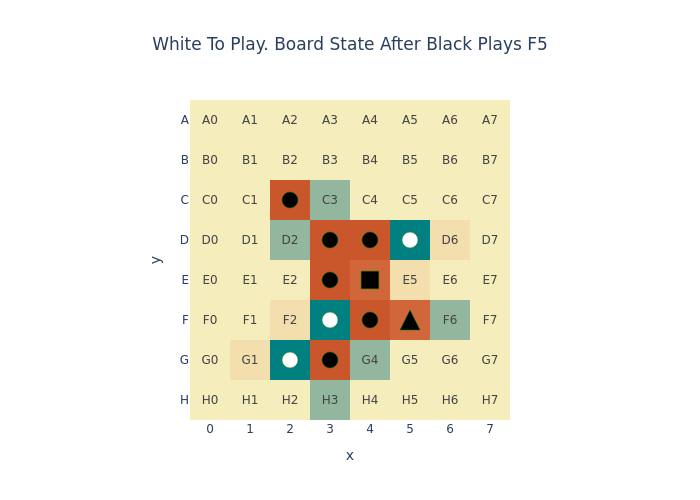 White To Play. Board State After Black Plays F5
A A0 A1 A2 A3 A4 A5 A6 A7
B B0 B1 B2 B3 B4 B5 B6 B7
C C0 C1 C3 C4 C5 C6 C7
D D0 D1 D2 D6 D7
E E0 E1 E2 E5 E6 E7
F F0 F1 F2 F6 F7
G G0 G1 G4 G5 G6 G7
H H0 H1 H2 H3 H4 H5 H6 H7
0 1 2 3 4 5 6 7
x
y